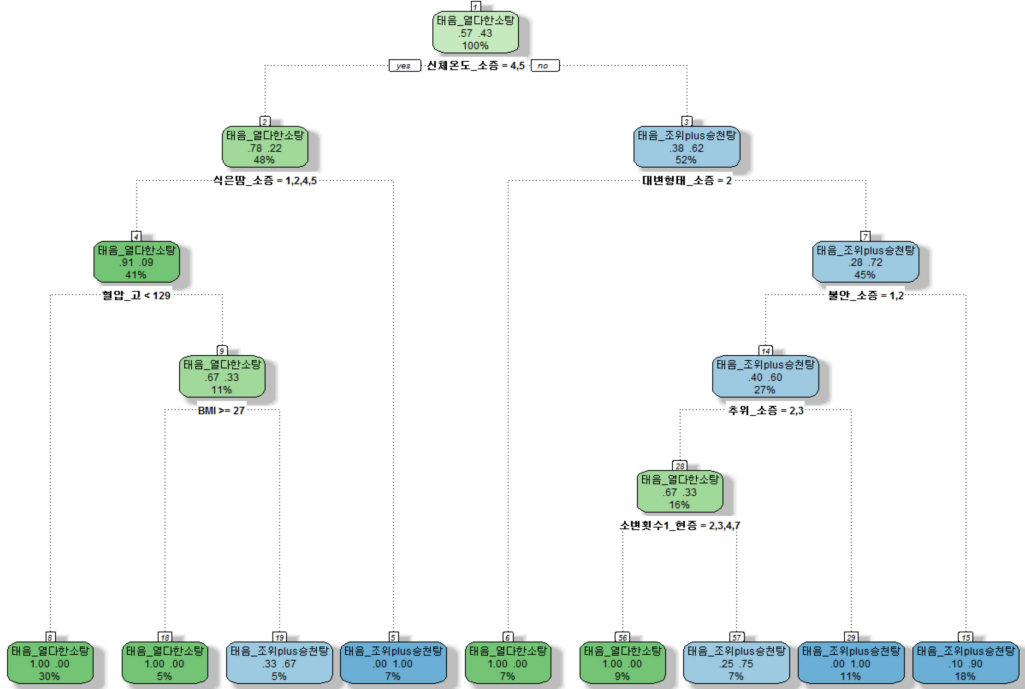 1
태음_열다한소탕
.57 .43
100%
yes 신체온도_소증 = 4,5 no
2
태음_열다한소탕
.78 .22
48%
3
태음_조위plus승천탕
.38 .62
52%
식은땀_소증 = 1,2,4,5
대변형태_소증 = 2
4
태음_열다한소탕
.91 .09
41%
7
태음_조위plus승천탕
.28 .72
45%
혈압_고 < 129
불안_소증 = 1,2
9
태음_열다한소탕
.67 .33
11%
14
태음_조위plus승천탕
.40 .60
27%
BMI >= 27
추위_소증 = 2,3
28
태음_열다한소탕
.67 .33
16%
소변횟수1_현증 = 2,3,4,7
8
태음_열다한소탕
1.00 .00
30%
18
태음_열다한소탕
1.00 .00
5%
19
태음_조위plus승천탕
.33 .67
5%
5
태음_조위plus승천탕
.00 1.00
7%
6
태음_열다한소탕
1.00 .00
7%
56
태음_열다한소탕
1.00 .00
9%
57
태음_조위plus승천탕
.25 .75
7%
29
태음_조위plus승천탕
.00 1.00
11%
15
태음_조위plus승천탕
.10 .90
18%